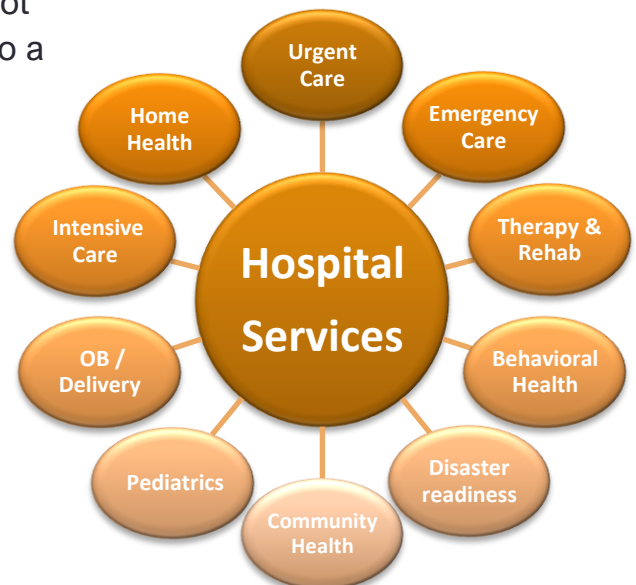 ot
o a
Urgent
Care
Emergency
Care
Therapy &
Rehab
Behavioral
Health
Disaster
readiness
Community
Health
Pediatrics
OB /
Delivery
Intensive
Care
Home
Health
Hospital
Services